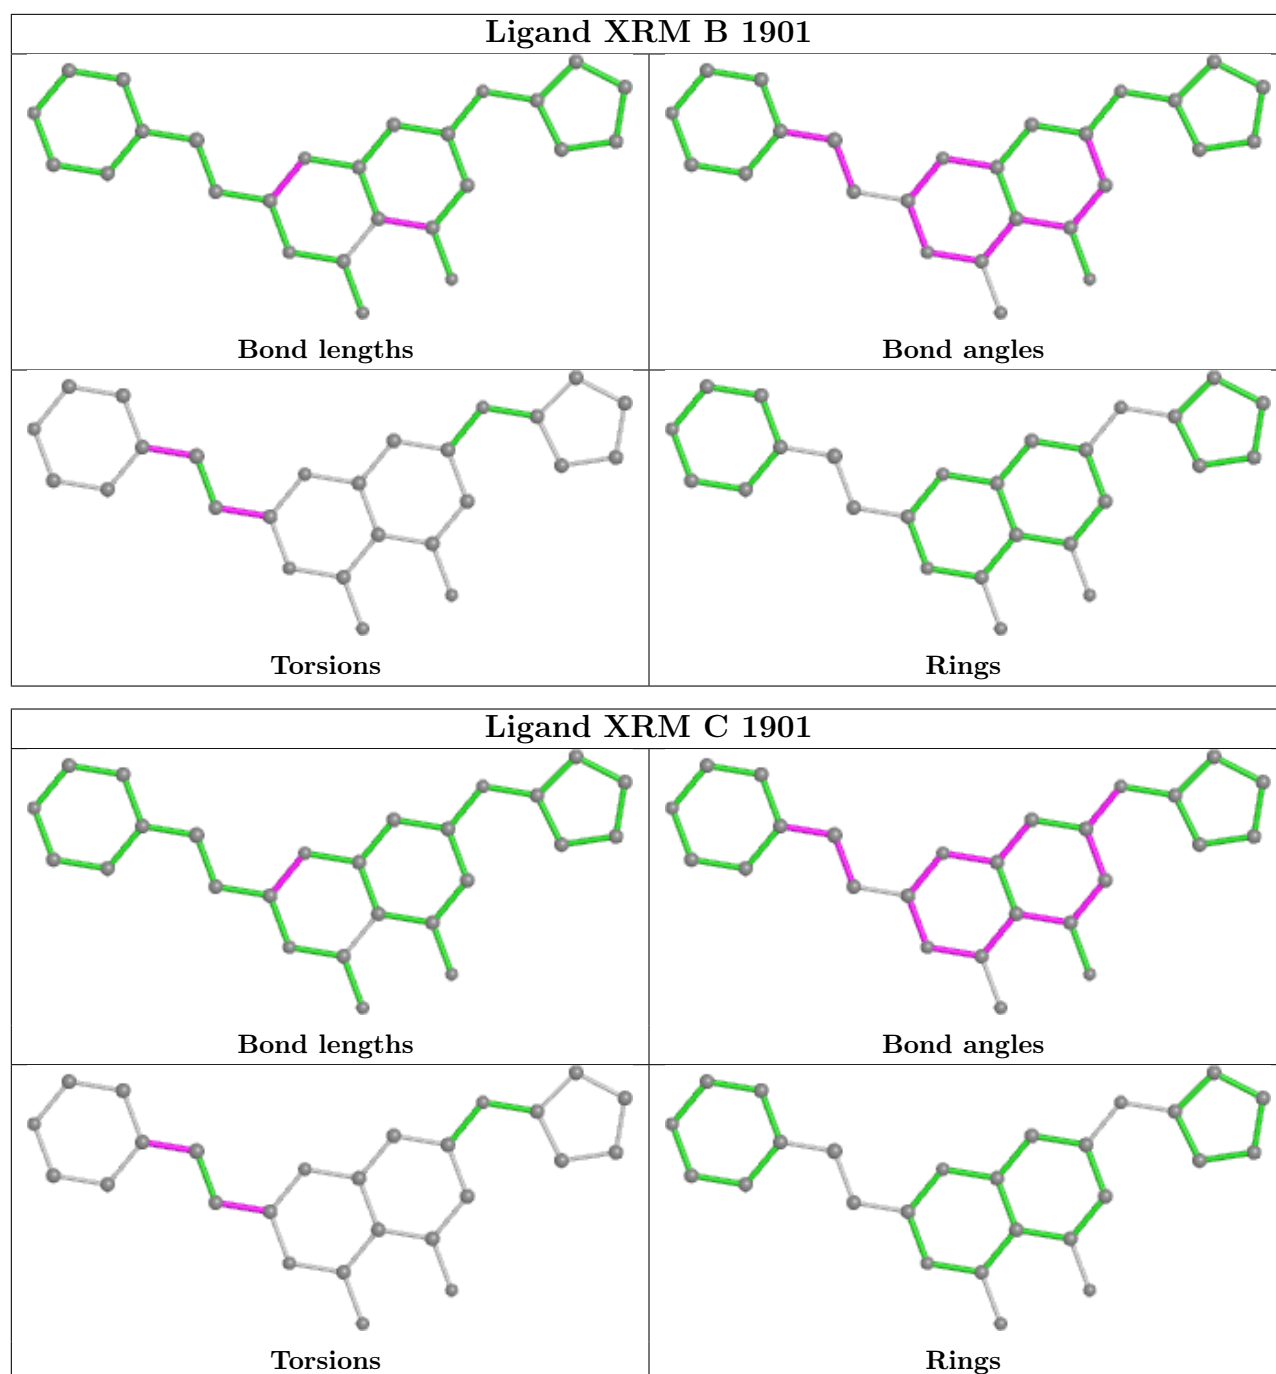 Ligand XRM B 1901
Bond lengths
Bond angles
Torsions
Rings
Ligand XRM C 1901
Bond lengths
Bond angles
Torsions
Rings